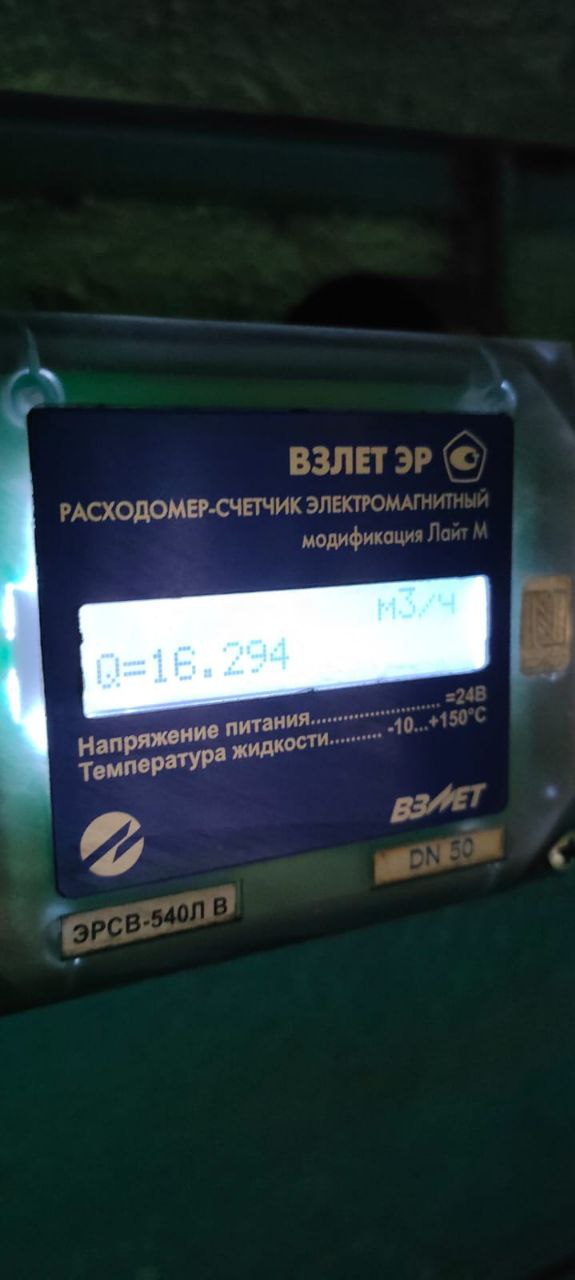 ВЗЛЕТ ЭР
РАСХОДОМЕР-СЧЕТЧИК ЭЛЕКТРОМАГНИТНЫЙ
модификация Лайт М
м3/ч
Q=16.294
Напряжение питания....................... =24В
Температура жидкости.......... -10...+150°С
ВЗЛЕТ
DN 50
ЭРСВ-540Л В